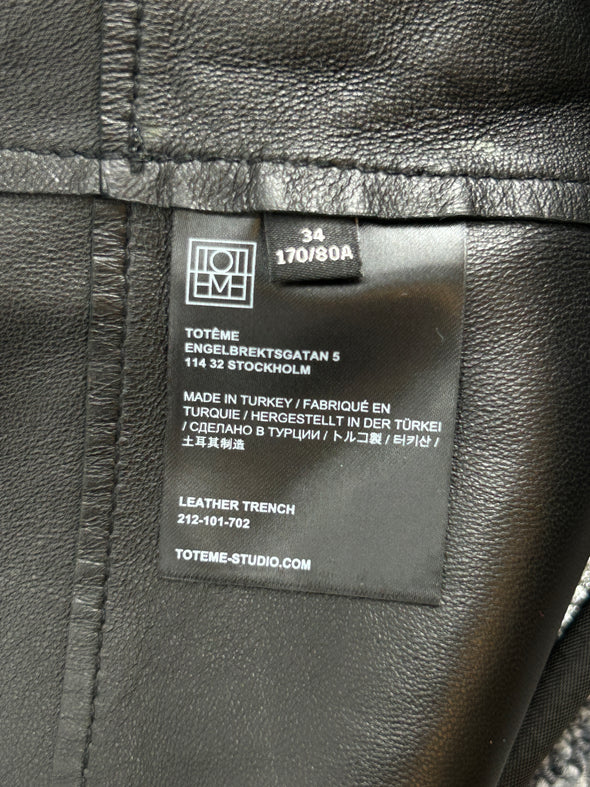 34
170/80A
TOT
EME
TOTÊME
ENGELBREKTSGATAN 5
114 32 STOCKHOLM
MADE IN TURKEY / FABRIQUÉ EN
TURQUIE / HERGESTELLT IN DER TÜRKEI
/ СДЕЛАНО В ТУРЦИИ / トルコ製 / 터키산 /
土耳其制造
LEATHER TRENCH
212-101-702
TOTEME-STUDIO.COM